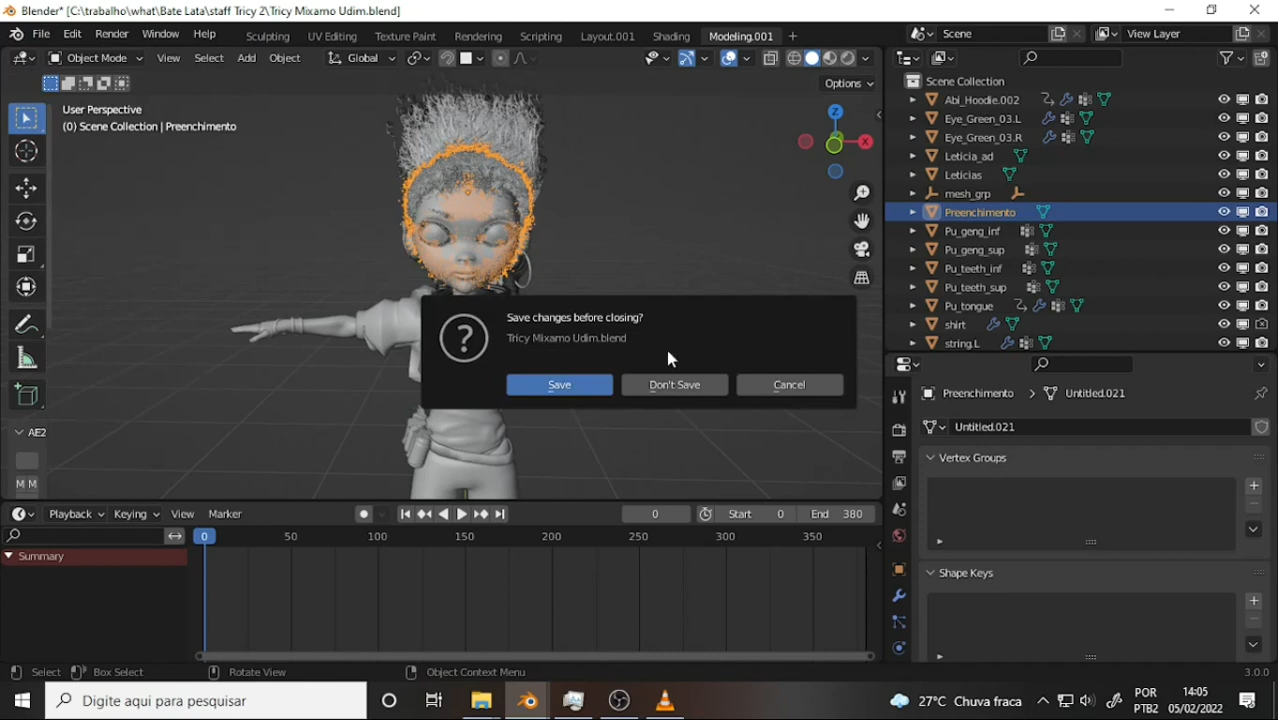 Blender* [C:\trabalho\what\Bate Lata\staff Tricy 2\Tricy Mixamo Udim.blend]
File Edit Render Window Help Sculpting UV Editing Texture Paint Rendering Scripting Shading Layout.001 Modeling.001 + Scene View Layer
Object Mode View Select Add Object Global
Options
User Perspective
(0) Scene Collection | Preenchimento
Z
X
Scene Collection
Abi_Hoodie.002
Eye_Green_03.L
Eye_Green_03.R
Leticia_ad
Leticias
mesh_grp
Preenchimento
Pu_geng_inf
Pu_geng_sup
Pu_teeth_inf
Pu_teeth_sup
Pu_tongue
shirt
string.L
Save changes before closing?
Tricy Mixamo Udim.blend
Save Don't Save Cancel
AE2
M M
Preenchimento > Untitled.021
Untitled.021
Vertex Groups
Shape Keys
Playback Keying View Marker 0 Start 0 End 380
0 50 100 150 200 250 300 350
Summary
Select Box Select Rotate View Object Context Menu 3.0.0
Digite aqui para pesquisar
27°C Chuva fraca
POR
PTB2
14:05
05/02/2022